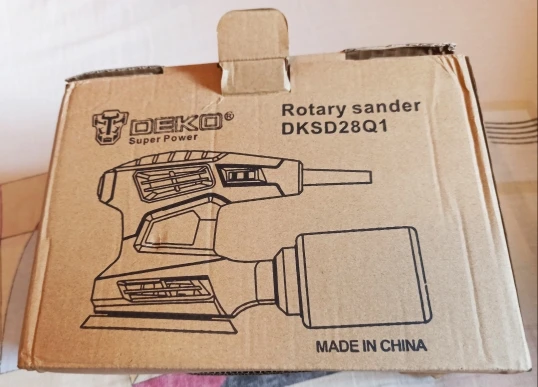 DEKO®
Super Power
Rotary sander
DKSD28Q1
MADE IN CHINA